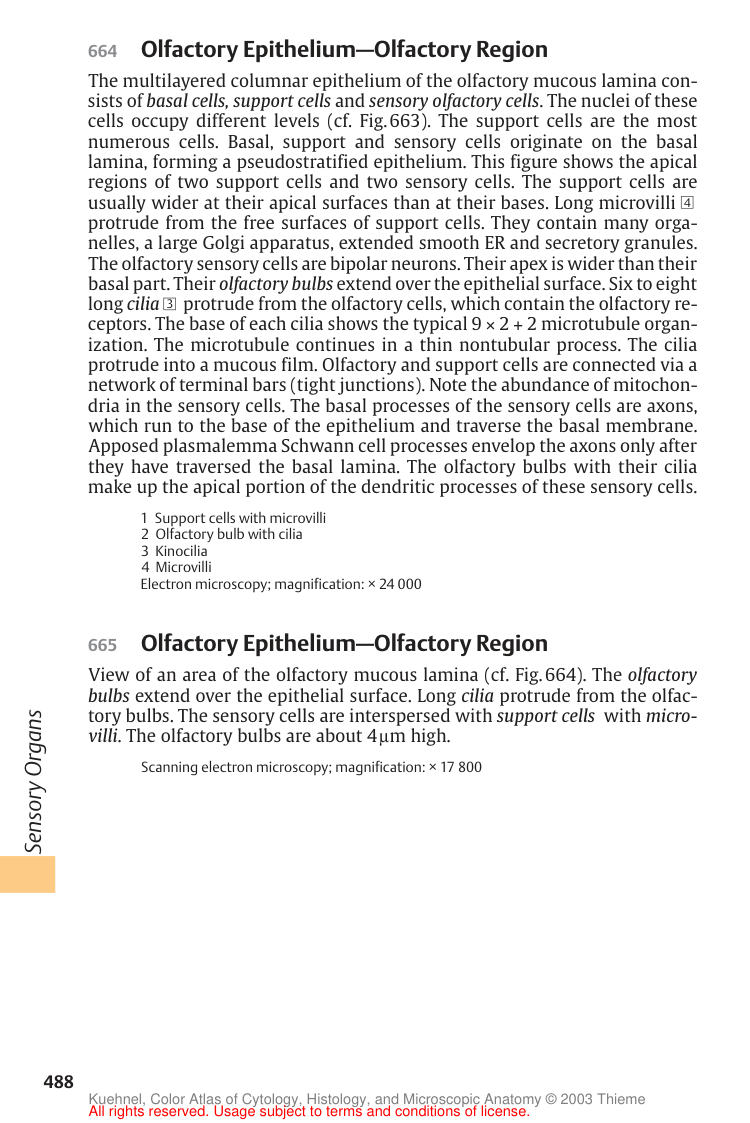 664 Olfactory Epithelium—Olfactory Region
The multilayered columnar epithelium of the olfactory mucous lamina con-
sists of basal cells, support cells and sensory olfactory cells. The nuclei of these
cells occupy different levels (cf. Fig. 663). The support cells are the most
numerous cells. Basal, support and sensory cells originate on the basal
lamina, forming a pseudostratified epithelium. This figure shows the apical
regions of two support cells and two sensory cells. The support cells are
usually wider at their apical surfaces than at their bases. Long microvilli 4
protrude from the free surfaces of support cells. They contain many orga-
nelles, a large Golgi apparatus, extended smooth ER and secretory granules.
The olfactory sensory cells are bipolar neurons. Their apex is wider than their
basal part. Their olfactory bulbs extend over the epithelial surface. Six to eight
long cilia 3 protrude from the olfactory cells, which contain the olfactory re-
ceptors. The base of each cilia shows the typical 9 × 2 + 2 microtubule organ-
ization. The microtubule continues in a thin nontubular process. The cilia
protrude into a mucous film. Olfactory and support cells are connected via a
network of terminal bars (tight junctions). Note the abundance of mitochon-
dria in the sensory cells. The basal processes of the sensory cells are axons,
which run to the base of the epithelium and traverse the basal membrane.
Apposed plasmalemma Schwann cell processes envelop the axons only after
they have traversed the basal lamina. The olfactory bulbs with their cilia
make up the apical portion of the dendritic processes of these sensory cells.
1 Support cells with microvilli
2 Olfactory bulb with cilia
3 Kinocilia
4 Microvilli
Electron microscopy; magnification: × 24 000
665 Olfactory Epithelium—Olfactory Region
View of an area of the olfactory mucous lamina (cf. Fig. 664). The olfactory
bulbs extend over the epithelial surface. Long cilia protrude from the olfac-
tory bulbs. The sensory cells are interspersed with support cells with micro-
villi. The olfactory bulbs are about 4 µm high.
Scanning electron microscopy; magnification: × 17 800
Sensory Organs
488
Kuehnel, Color Atlas of Cytology, Histology, and Microscopic Anatomy © 2003 Thieme
All rights reserved. Usage subject to terms and conditions of license.